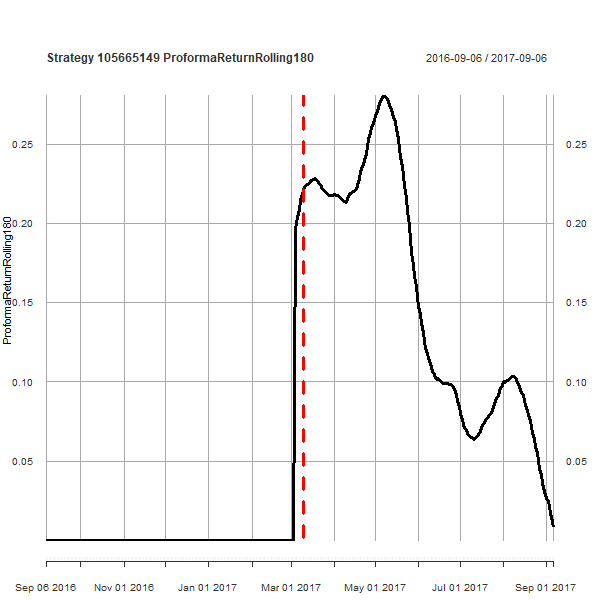 Strategy 105665149 ProformaReturnRolling180
2016-09-06 / 2017-09-06
ProformaReturnRolling180
0.25
0.25
0.20
0.20
0.15
0.15
0.10
0.10
0.05
0.05
Sep 06 2016
Nov 01 2016
Jan 01 2017
Mar 01 2017
May 01 2017
Jul 01 2017
Sep 01 2017